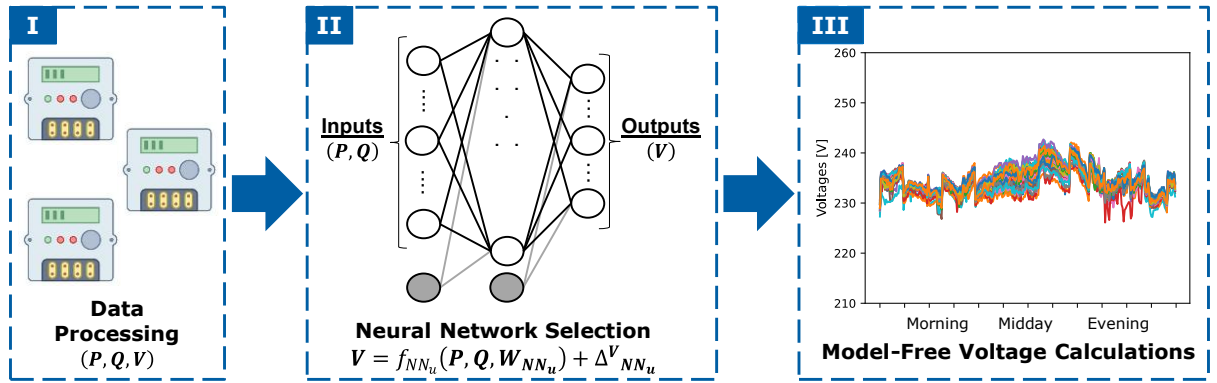 I
Data
Processing
(P, Q, V)
II
Inputs
(P, Q)
Outputs
(V)
Neural Network Selection
V = f_{NN_u}(P, Q, W_{NN_u}) + Δ^V_{NN_u}
III
260
250
240
230
220
210
Voltages [V]
Morning Midday Evening
Model-Free Voltage Calculations